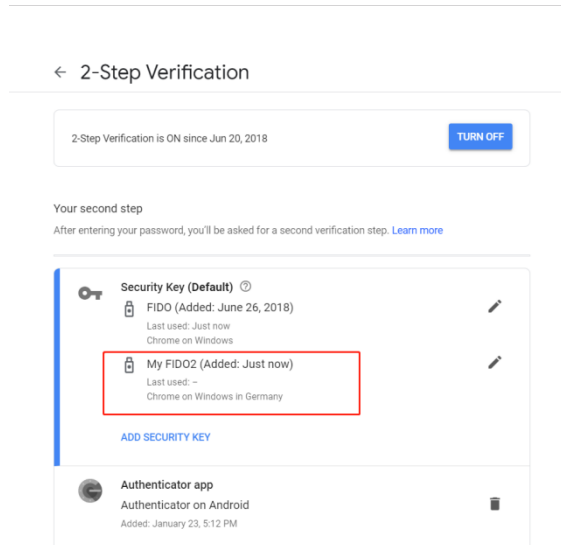 2-Step Verification
2-Step Verification is ON since Jun 20, 2018
TURN OFF
Your second step
After entering your password, you'll be asked for a second verification step. Learn more
Security Key (Default)
FIDO (Added: June 26, 2018)
Last used: Just now
Chrome on Windows
My FIDO2 (Added: Just now)
Last used: –
Chrome on Windows in Germany
ADD SECURITY KEY
Authenticator app
Authenticator on Android
Added: January 23, 5:12 PM